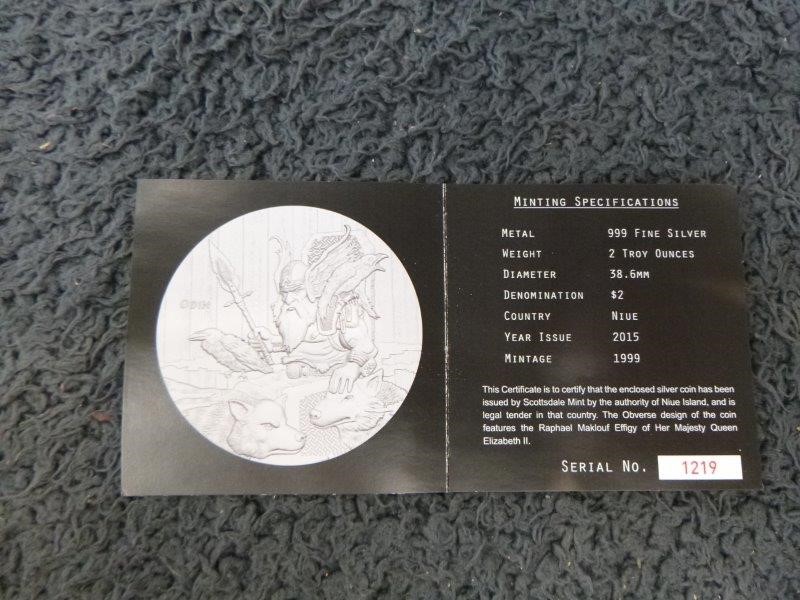 ODIN
MINTING SPECIFICATIONS
METAL 999 FINE SILVER
WEIGHT 2 TROY OUNCES
DIAMETER 38.6MM
DENOMINATION $2
COUNTRY NIUE
YEAR ISSUE 2015
MINTAGE 1999
This Certificate is to certify that the enclosed silver coin has been
issued by Scottsdale Mint by the authority of Niue Island, and is
legal tender in that country. The Obverse design of the coin
features the Raphael Maklouf Effigy of Her Majesty Queen
Elizabeth II.
SERIAL NO. 1219